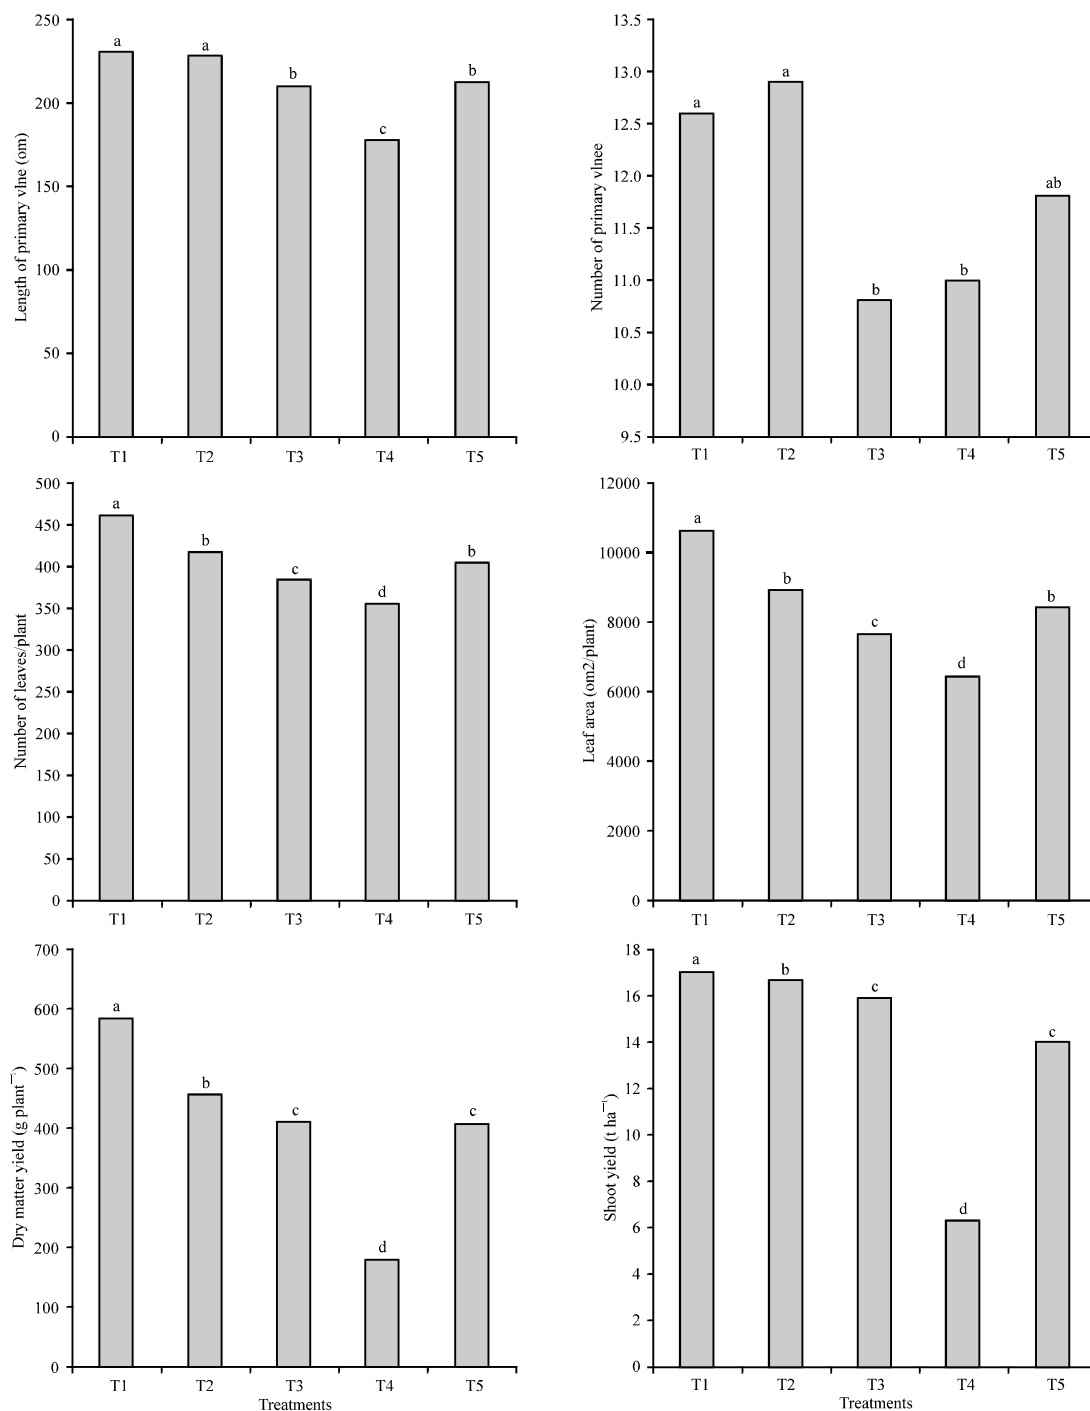 Length of primary vlne (om)
250
200
250
150
100
50
0
a
a
b
c
b
T1 T2 T3 T4 T5
Number of primary vlnee
13.5
13.0
12.5
12.0
11.5
11.0
10.5
10.0
9.5
a
a
b
b
ab
T1 T2 T3 T4 T5
Number of leaves/plant
500
450
400
350
300
250
200
150
100
50
0
a
b
c
d
b
T1 T2 T3 T4 T5
Leaf area (om2/plant)
12000
10000
8000
6000
4000
2000
0
a
b
c
d
b
T1 T2 T3 T4 T5
Dry matter yield (g plant⁻¹)
700
600
500
400
300
200
100
0
a
b
c
d
c
T1 T2 T3 T4 T5
Treatments
Shoot yield (t ha⁻¹)
18
16
14
12
10
8
6
4
2
0
a
b
c
d
c
T1 T2 T3 T4 T5
Treatments